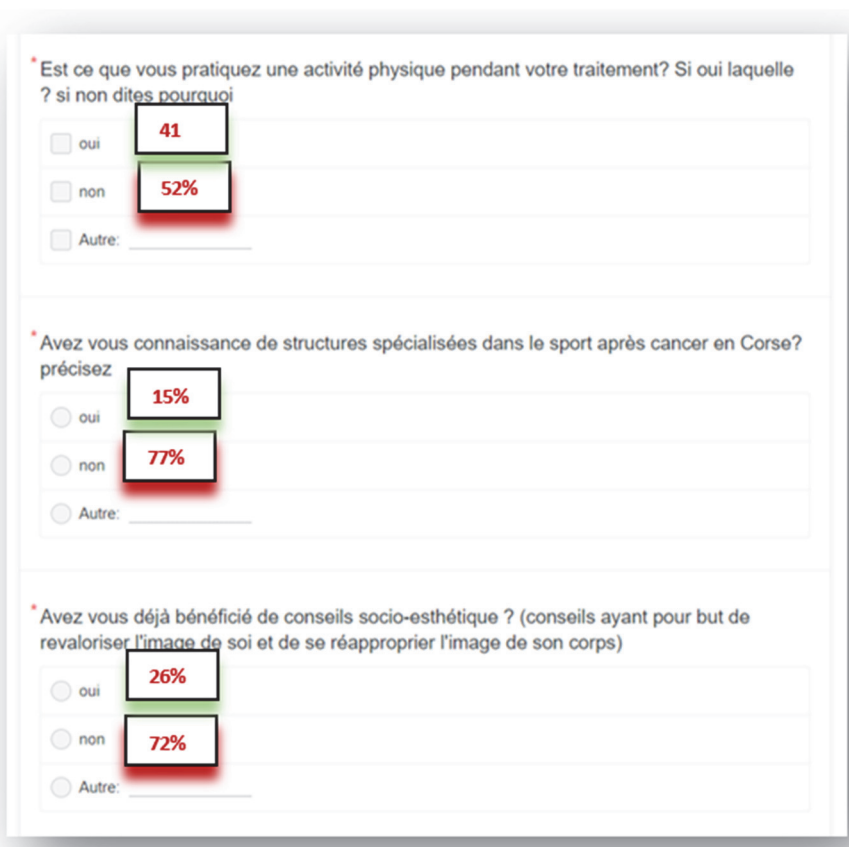 * Est ce que vous pratiquez une activité physique pendant votre traitement? Si oui laquelle
? si non dites pourquoi
oui 41
non 52%
Autre:
* Avez vous connaissance de structures spécialisées dans le sport après cancer en Corse?
précisez
oui 15%
non 77%
Autre:
* Avez vous déjà bénéficié de conseils socio-esthétique ? (conseils ayant pour but de
revaloriser l'image de soi et de se réapproprier l'image de son corps)
oui 26%
non 72%
Autre: